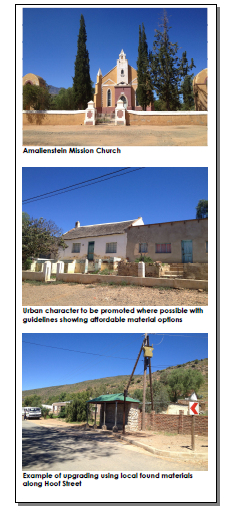 Amalienstein Mission Church
Urban character to be promoted where possible with
guidelines showing affordable material options
Example of upgrading using local found materials
along Hoof Street